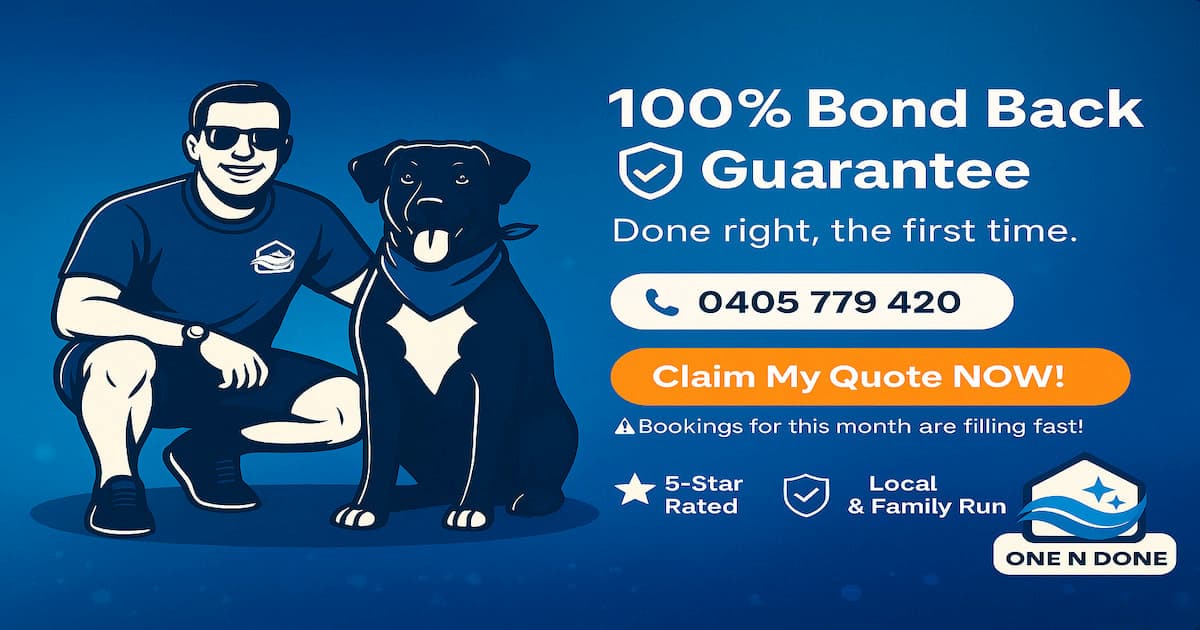 100% Bond Back
Guarantee
Done right, the first time.
0405 779 420
Claim My Quote NOW!
Bookings for this month are filling fast!
5-Star
Rated
Local
& Family Run
ONE N DONE